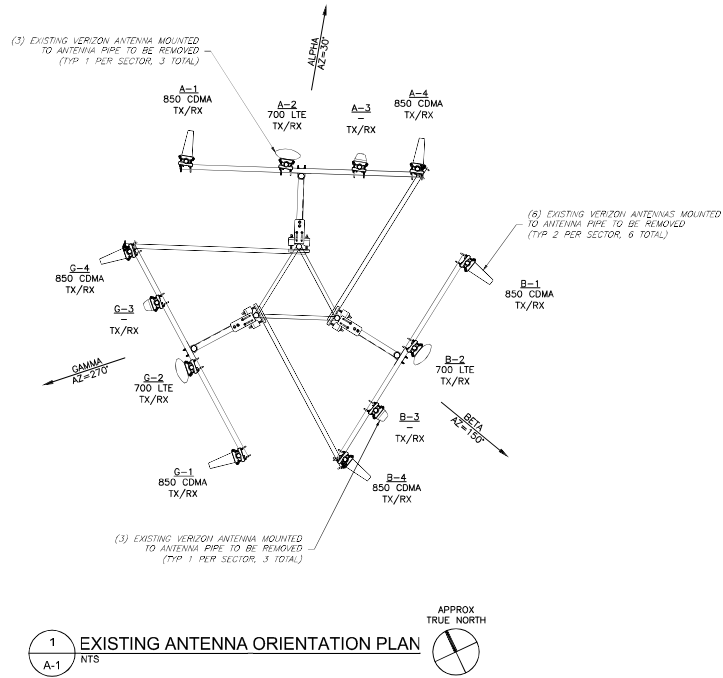 (3) EXISTING VERIZON ANTENNA MOUNTED
TO ANTENNA PIPE TO BE REMOVED
(TYP 1 PER SECTOR, 3 TOTAL)
ALPHA
AZ=30°
A-1
850 CDMA
TX/RX
A-2
700 LTE
TX/RX
A-3
–
TX/RX
A-4
850 CDMA
TX/RX
(6) EXISTING VERIZON ANTENNAS MOUNTED
TO ANTENNA PIPE TO BE REMOVED
(TYP 2 PER SECTOR, 6 TOTAL)
G-4
850 CDMA
TX/RX
G-3
–
TX/RX
GAMMA
AZ=270°
G-2
700 LTE
TX/RX
G-1
850 CDMA
TX/RX
B-1
850 CDMA
TX/RX
B-2
700 LTE
TX/RX
B-3
–
TX/RX
BETA
AZ=150°
B-4
850 CDMA
TX/RX
(3) EXISTING VERIZON ANTENNA MOUNTED
TO ANTENNA PIPE TO BE REMOVED
(TYP 1 PER SECTOR, 3 TOTAL)
1
A-1
EXISTING ANTENNA ORIENTATION PLAN
NTS
APPROX
TRUE NORTH